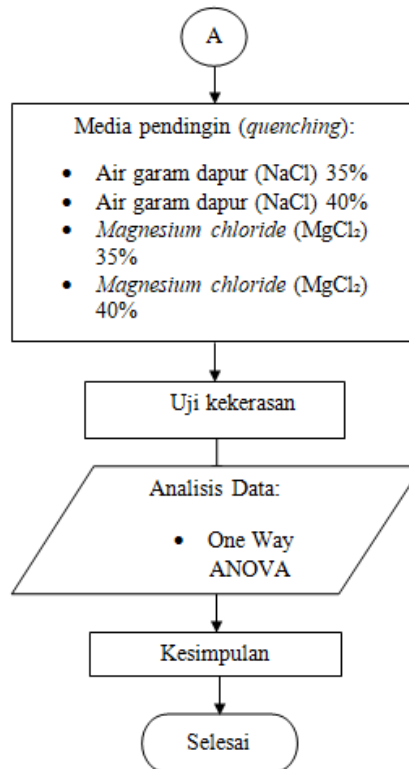 A
Media pendingin (quenching):
• Air garam dapur (NaCl) 35%
• Air garam dapur (NaCl) 40%
• Magnesium chloride (MgCl₂)
35%
• Magnesium chloride (MgCl₂)
40%
Uji kekerasan
Analisis Data:
• One Way
ANOVA
Kesimpulan
Selesai